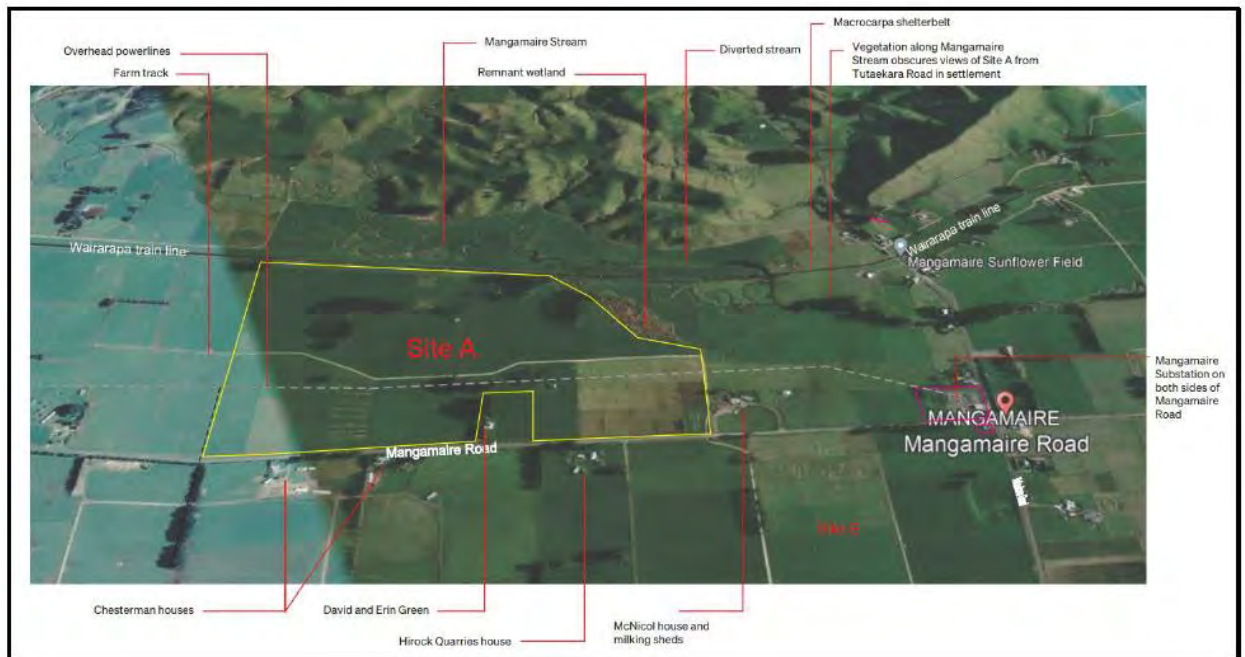 Macrocarpa shelterbelt
Overhead powerlines
Mangamaire Stream
Diverted stream
Vegetation along Mangamaire
Stream obscures views of Site A from
Tutaekara Road in settlement
Farm track
Remnant wetland
Wairarapa train line
Wairarapa train line
Mangamaire Sunflower Field
Site A
Mangamaire
Substation on
both sides of
Mangamaire
Road
MANGAMAIRE
Mangamaire Road
Mangamaire Road
Chesterman houses
David and Erin Green
Hirock Quarries house
McNicol house and
milking sheds